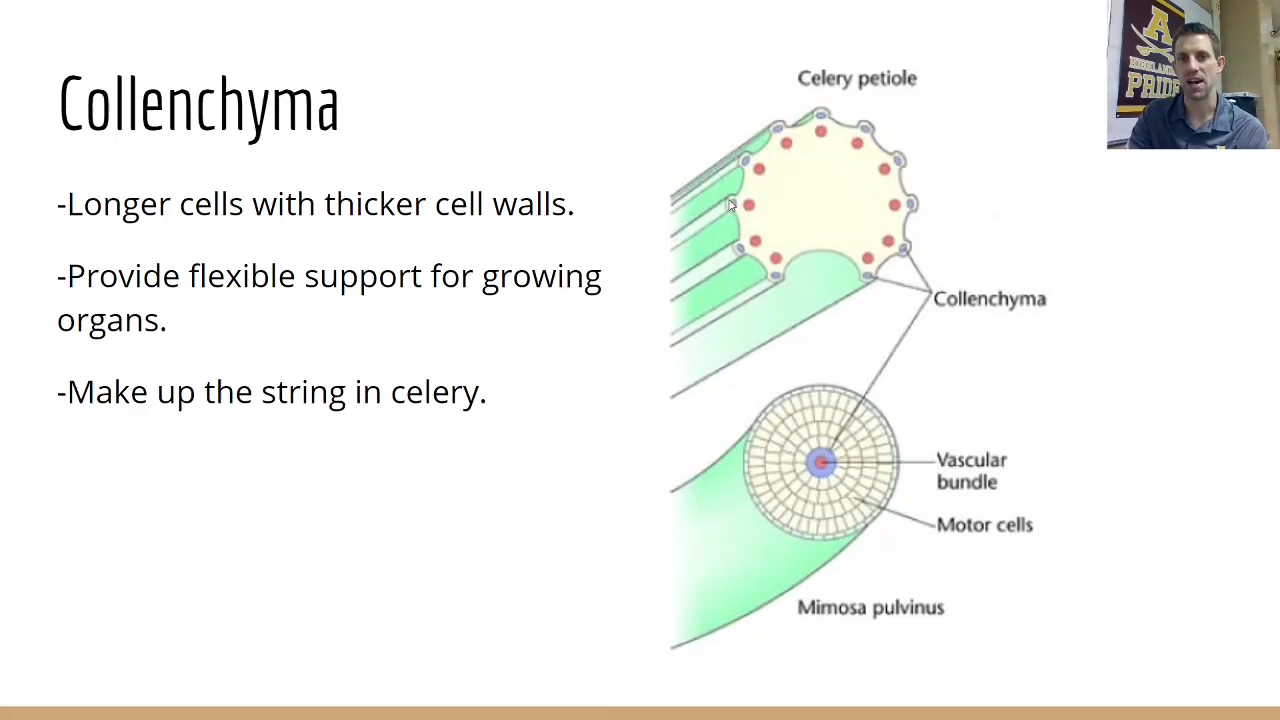 Collenchyma
-Longer cells with thicker cell walls.
-Provide flexible support for growing
organs.
-Make up the string in celery.
Celery petiole
Collenchyma
Vascular
bundle
Motor cells
Mimosa pulvinus
A
PRIDE